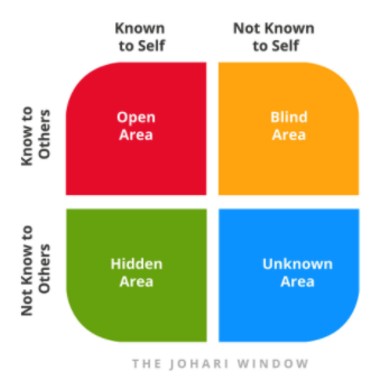 Known
to Self
Not Known
to Self
Know to
Others
Open
Area
Blind
Area
Not Know to
Others
Hidden
Area
Unknown
Area
THE JOHARI WINDOW